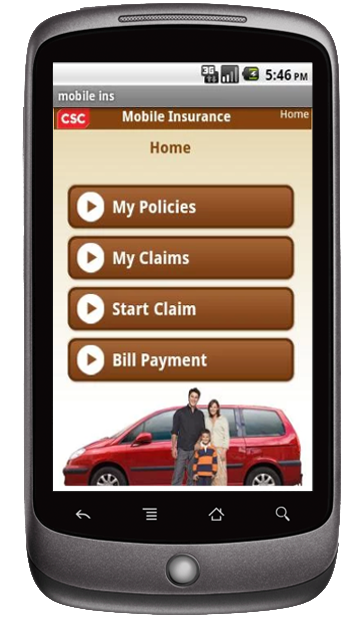 3G 5:46 PM
mobile ins
CSC Mobile Insurance Home
Home
My Policies
My Claims
Start Claim
Bill Payment